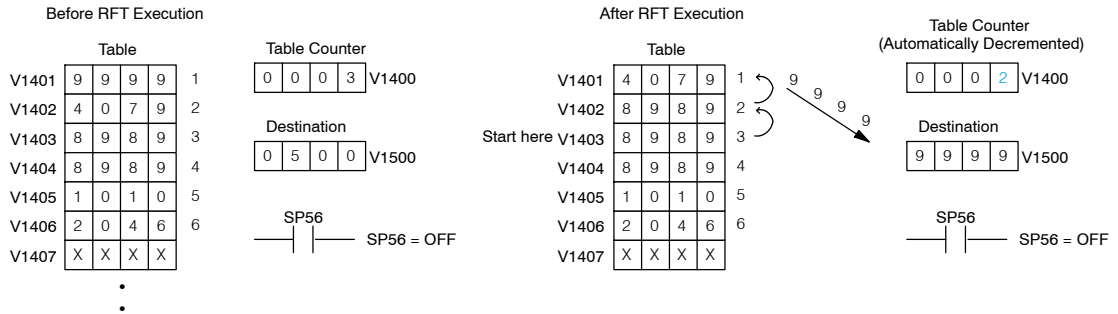 Before RFT Execution
Table
V1401 9 9 9 9 1
V1402 4 0 7 9 2
V1403 8 9 8 9 3
V1404 8 9 8 9 4
V1405 1 0 1 0 5
V1406 2 0 4 6 6
V1407 X X X X
Table Counter
0 0 0 3 V1400
Destination
0 5 0 0 V1500
SP56
SP56 = OFF
After RFT Execution
Table
V1401 4 0 7 9 1
V1402 8 9 8 9 2
Start here V1403 8 9 8 9 3
V1404 8 9 8 9 4
V1405 1 0 1 0 5
V1406 2 0 4 6 6
V1407 X X X X
9 9 9 9
Table Counter
(Automatically Decremented)
0 0 0 2 V1400
Destination
9 9 9 9 V1500
SP56
SP56 = OFF